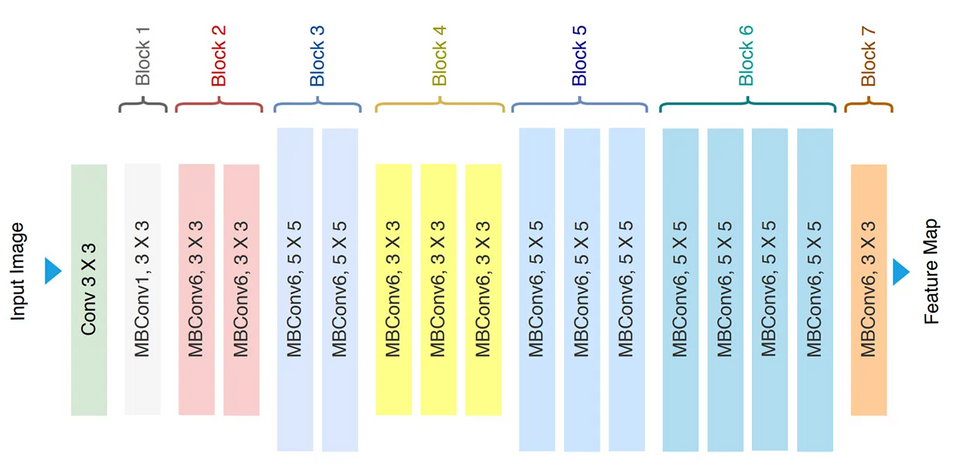 Block 1
Block 2
Block 3
Block 4
Block 5
Block 6
Block 7
Input Image
Conv 3 X 3
MBConv1, 3 X 3
MBConv6, 3 X 3
MBConv6, 3 X 3
MBConv6, 5 X 5
MBConv6, 5 X 5
MBConv6, 3 X 3
MBConv6, 3 X 3
MBConv6, 3 X 3
MBConv6, 5 X 5
MBConv6, 5 X 5
MBConv6, 5 X 5
MBConv6, 5 X 5
MBConv6, 5 X 5
MBConv6, 5 X 5
MBConv6, 5 X 5
MBConv6, 3 X 3
Feature Map